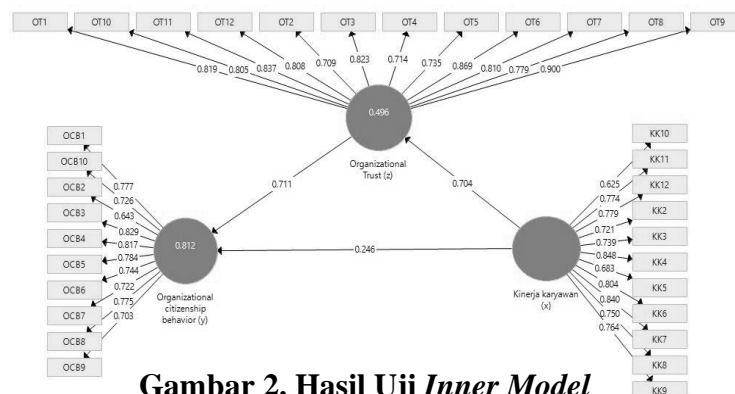 OT1 OT10 OT11 OT12 OT2 OT3 OT4 OT5 OT6 OT7 OT8 OT9
0.819 0.805 0.837 0.808 0.709 0.823 0.714 0.735 0.869 0.810 0.779 0.900
0.496
Organizational
Trust (z)
0.711
0.704
0.246
OCB1
OCB10
OCB2
OCB3
OCB4
OCB5
OCB6
OCB7
OCB8
OCB9
0.777
0.726
0.643
0.829
0.817
0.784
0.744
0.722
0.775
0.703
0.812
Organizational
citizenship
behavior (y)
Kinerja karyawan
(x)
0.625
0.774
0.779
0.721
0.739
0.848
0.683
0.804
0.840
0.750
0.764
KK10
KK11
KK12
KK2
KK3
KK4
KK5
KK6
KK7
KK8
KK9
Gambar 2. Hasil Uji Inner Model